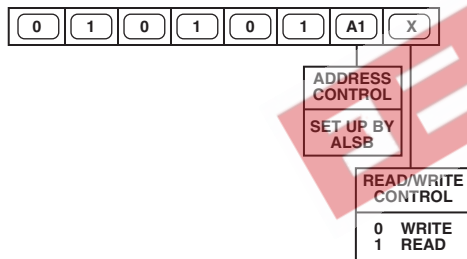 0 1 0 1 0 1 A1 X
ADDRESS
CONTROL
SET UP BY
ALSB
READ/WRITE
CONTROL
0 WRITE
1 READ